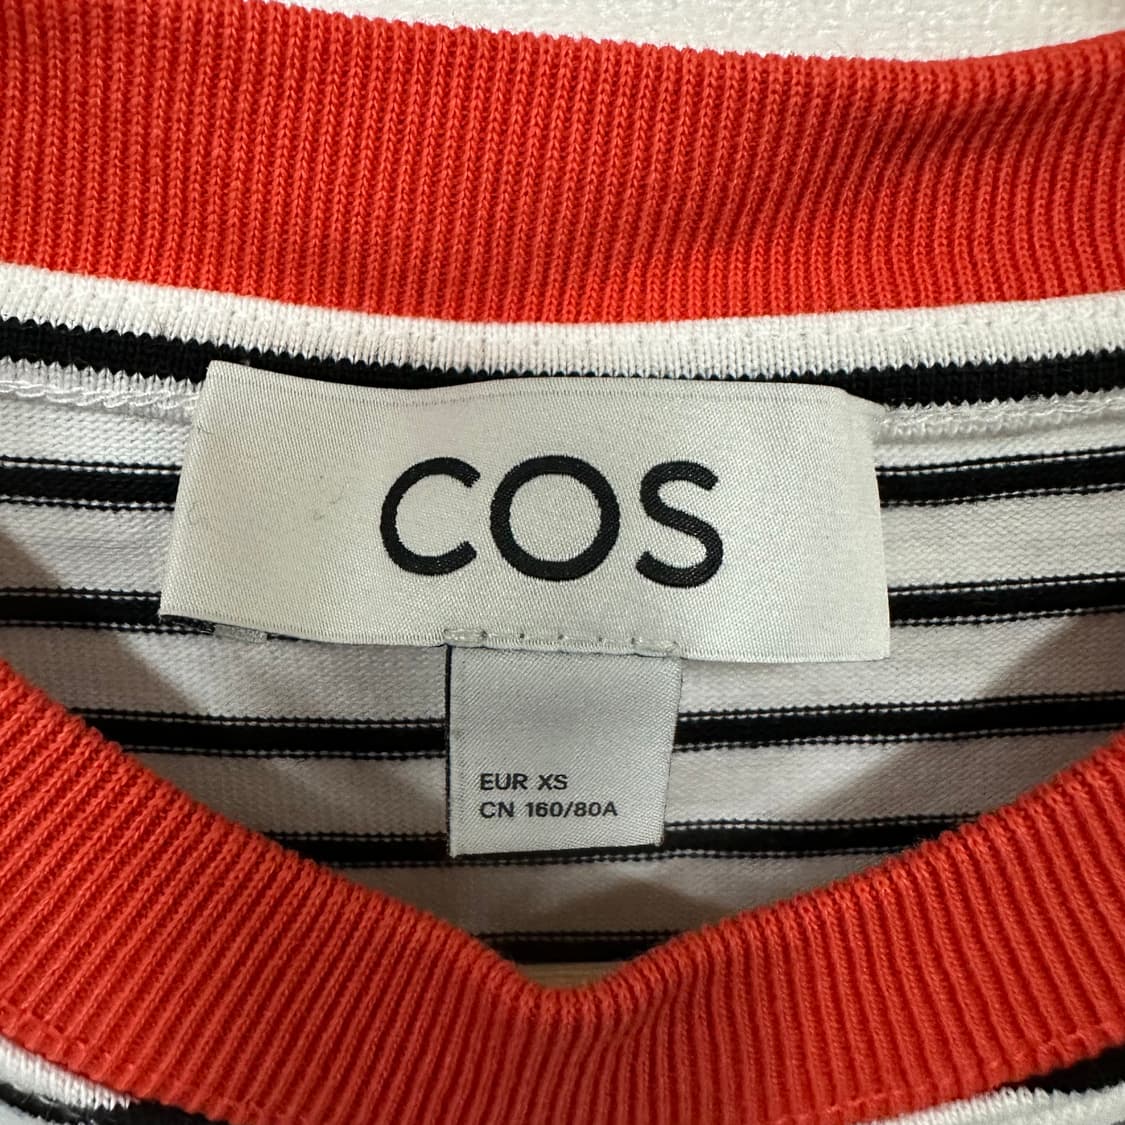 COS
EUR XS
CN 160/80A